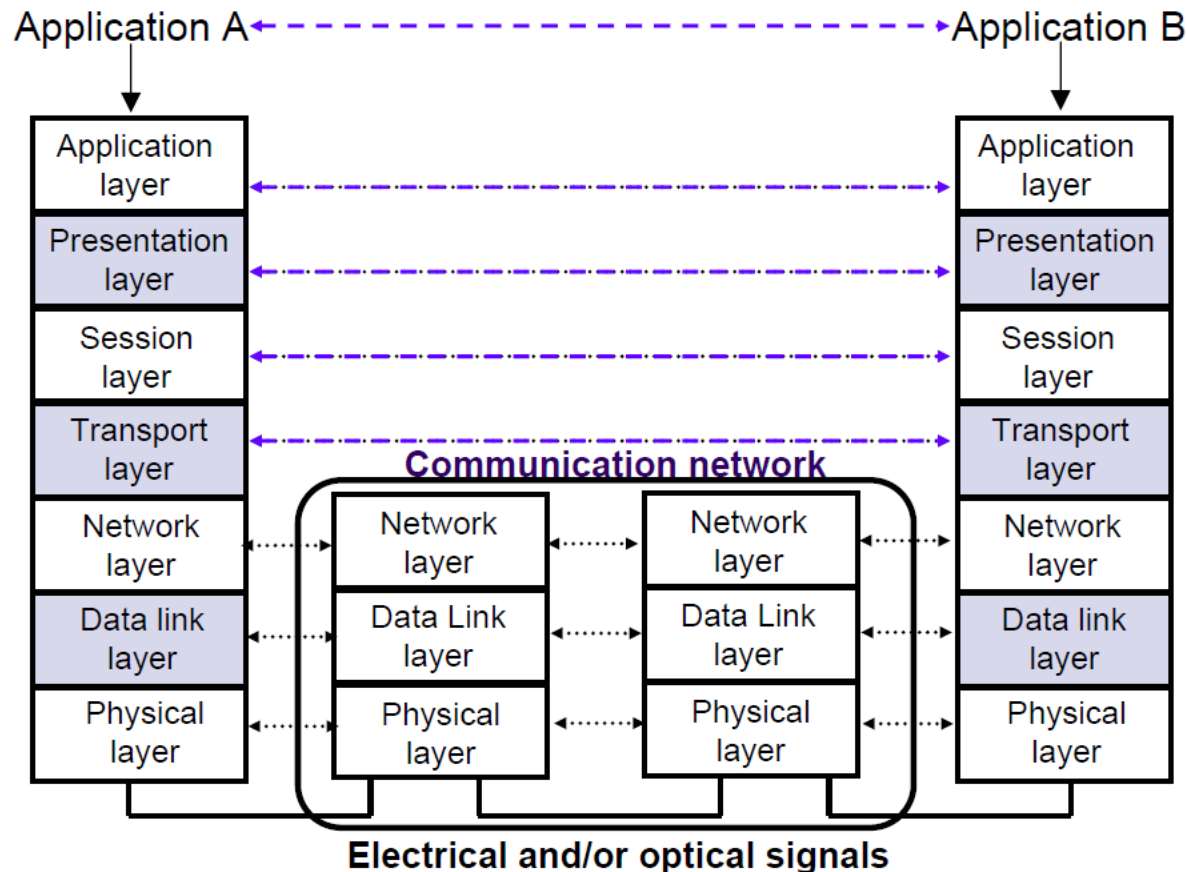 Application A
Application B
Application
layer
Presentation
layer
Session
layer
Transport
layer
Network
layer
Data link
layer
Physical
layer
Communication network
Network
layer
Data Link
layer
Physical
layer
Network
layer
Data Link
layer
Physical
layer
Application
layer
Presentation
layer
Session
layer
Transport
layer
Network
layer
Data link
layer
Physical
layer
Electrical and/or optical signals